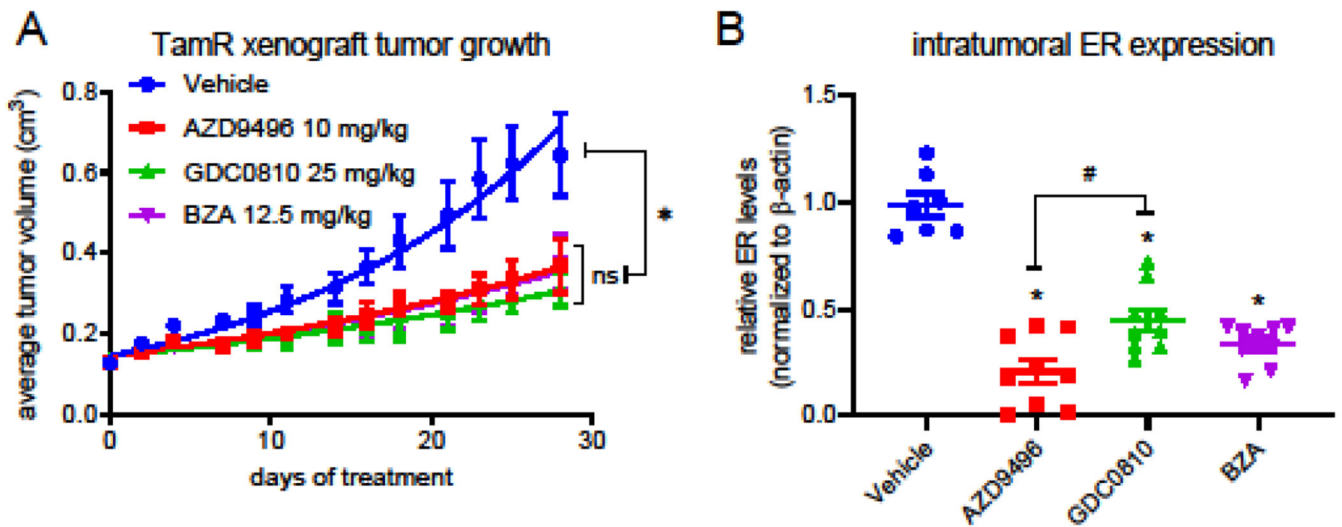 A
TamR xenograft tumor growth
Vehicle
AZD9496 10 mg/kg
GDC0810 25 mg/kg
BZA 12.5 mg/kg
average tumor volume (cm³)
0.8
0.6
0.4
0.2
0.0
0
10
20
30
days of treatment
ns
*
B
intratumoral ER expression
relative ER levels
(normalized to β-actin)
1.5
1.0
0.5
0.0
#
*
*
*
Vehicle
AZD9496
GDC0810
BZA